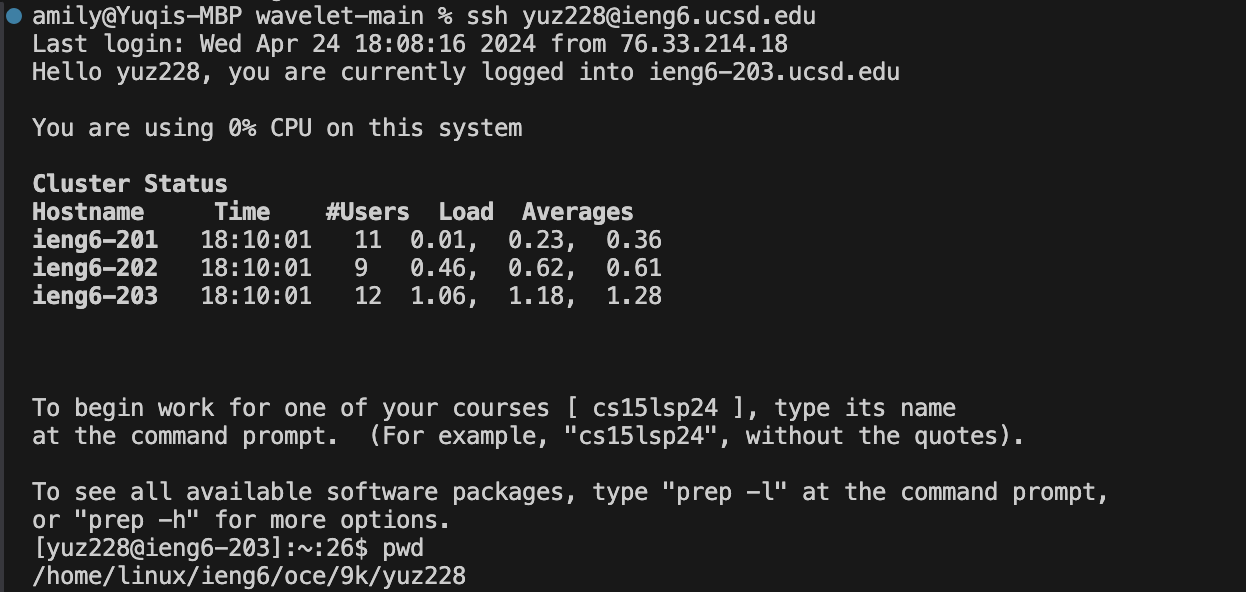 amily@Yuqis-MBP wavelet-main % ssh yuz228@ieng6.ucsd.edu
Last login: Wed Apr 24 18:08:16 2024 from 76.33.214.18
Hello yuz228, you are currently logged into ieng6-203.ucsd.edu
You are using 0% CPU on this system
Cluster Status
Hostname     Time    #Users  Load  Averages
ieng6-201   18:10:01   11  0.01,  0.23,  0.36
ieng6-202   18:10:01   9   0.46,  0.62,  0.61
ieng6-203   18:10:01   12  1.06,  1.18,  1.28
To begin work for one of your courses [ cs15lsp24 ], type its name
at the command prompt.  (For example, "cs15lsp24", without the quotes).
To see all available software packages, type "prep -l" at the command prompt,
or "prep -h" for more options.
[yuz228@ieng6-203]:~:26$ pwd
/home/linux/ieng6/oce/9k/yuz228